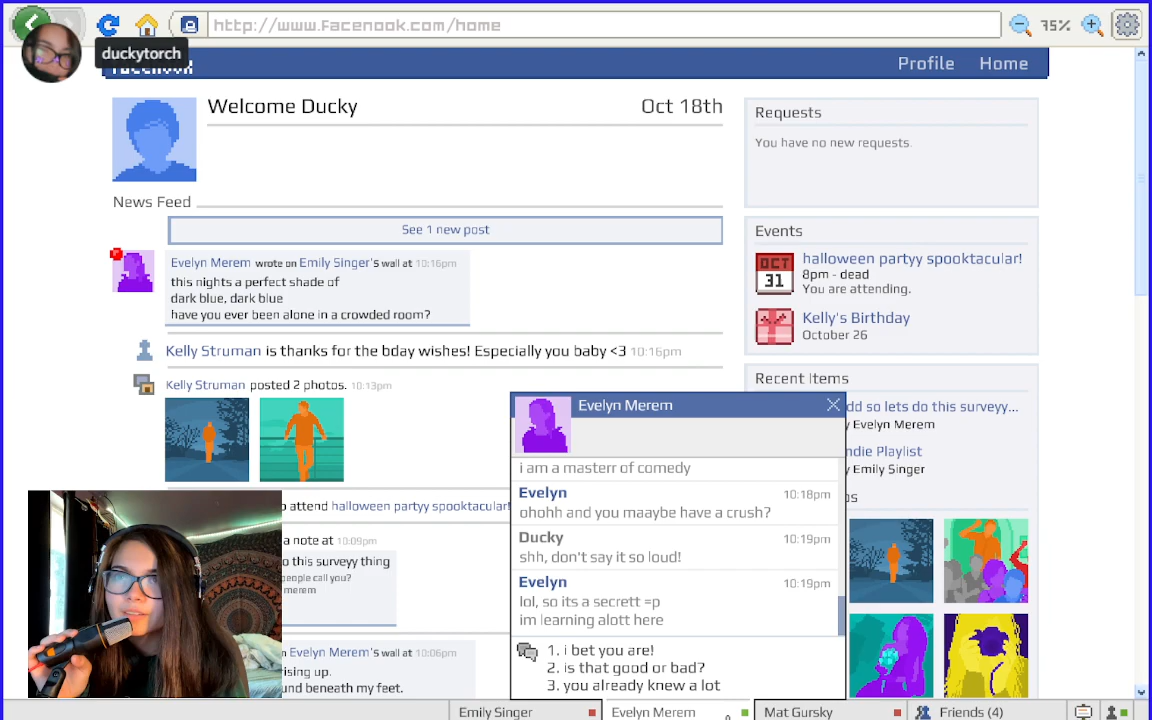 http://www.Facenook.com/home
75%
duckytorch
Profile Home
Welcome Ducky
Oct 18th
News Feed
See 1 new post
Evelyn Merem wrote on Emily Singer's wall at 10:16pm
this nights a perfect shade of
dark blue, dark blue
have you ever been alone in a crowded room?
Kelly Struman is thanks for the bday wishes! Especially you baby <3 10:16pm
Kelly Struman posted 2 photos. 10:13pm
to attend halloween partyy spooktacular!
a note at 10:09pm
o this surveyy thing
people call you?
merem
n Evelyn Merem's wall at 10:06pm
rising up.
und beneath my feet.
Requests
You have no new requests.
Events
OCT
31
halloween partyy spooktacular!
8pm - dead
You are attending.
Kelly's Birthday
October 26
Recent Items
dd so lets do this surveyy...
y Evelyn Merem
ndie Playlist
y Emily Singer
os
Evelyn Merem
i am a masterr of comedy
Evelyn 10:18pm
ohohh and you maaybe have a crush?
Ducky 10:19pm
shh, don't say it so loud!
Evelyn 10:19pm
lol, so its a secrett =p
im learning alott here
1. i bet you are!
2. is that good or bad?
3. you already knew a lot
Emily Singer
Evelyn Merem
Mat Gursky
Friends (4)